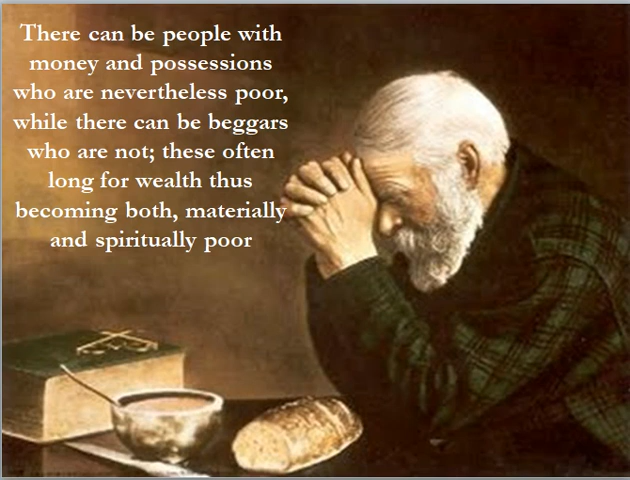 There can be people with
money and possessions
who are nevertheless poor,
while there can be beggars
who are not; these often
long for wealth thus
becoming both, materially
and spiritually poor